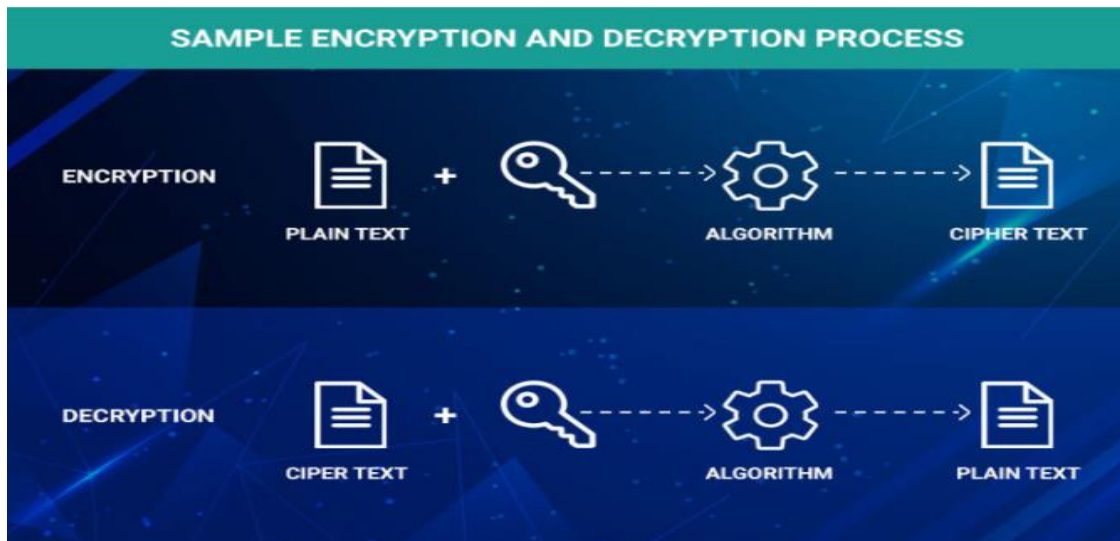 SAMPLE ENCRYPTION AND DECRYPTION PROCESS
ENCRYPTION
+
PLAIN TEXT
ALGORITHM
CIPHER TEXT
DECRYPTION
+
CIPER TEXT
ALGORITHM
PLAIN TEXT